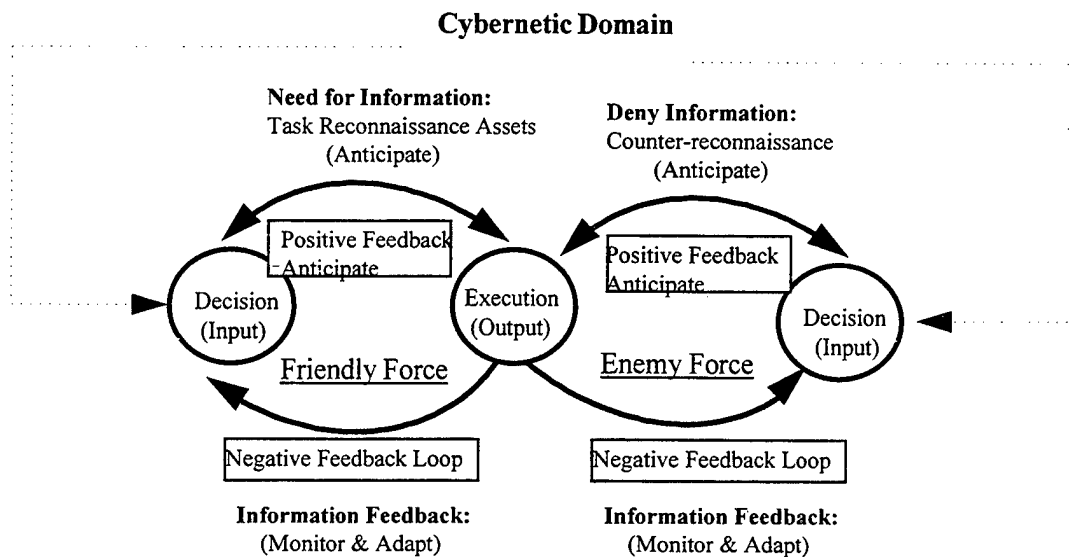 Cybernetic Domain
Need for Information:
Task Reconnaissance Assets
(Anticipate)
Deny Information:
Counter-reconnaissance
(Anticipate)
Positive Feedback
Anticipate
Positive Feedback
Anticipate
Decision
(Input)
Execution
(Output)
Decision
(Input)
Friendly Force
Enemy Force
Negative Feedback Loop
Negative Feedback Loop
Information Feedback:
(Monitor & Adapt)
Information Feedback:
(Monitor & Adapt)